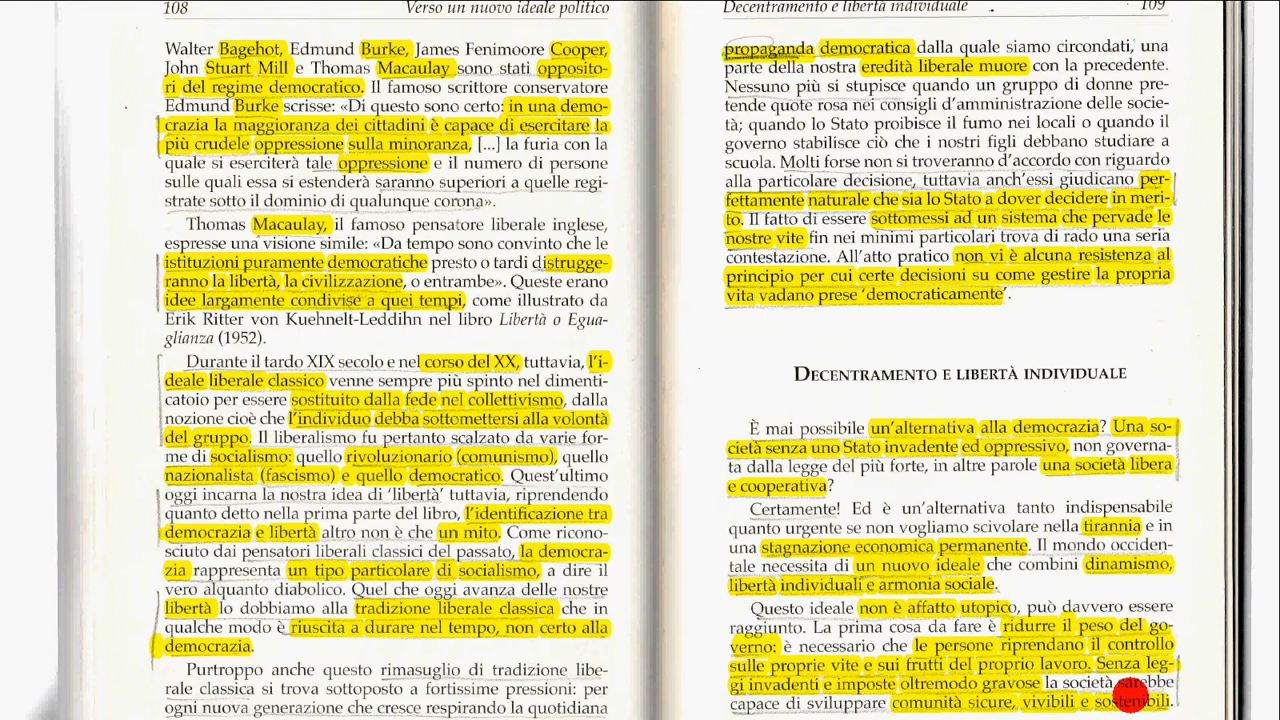 108 Verso un nuovo ideale politico
Walter Bagehot, Edmund Burke, James Fenimoore Cooper,
John Stuart Mill e Thomas Macaulay sono stati opposito-
ri del regime democratico. Il famoso scrittore conservatore
Edmund Burke scrisse: «Di questo sono certo: in una demo-
crazia la maggioranza dei cittadini è capace di esercitare la
più crudele oppressione sulla minoranza, [...] la furia con la
quale si eserciterà tale oppressione e il numero di persone
sulle quali essa si estenderà saranno superiori a quelle regi-
strate sotto il dominio di qualunque corona».
Thomas Macaulay, il famoso pensatore liberale inglese,
espresse una visione simile: «Da tempo sono convinto che le
istituzioni puramente democratiche presto o tardi distrugge-
ranno la libertà, la civilizzazione, o entrambe». Queste erano
idee largamente condivise a quei tempi, come illustrato da
Erik Ritter von Kuehnelt-Leddihn nel libro Libertà o Egua-
glianza (1952).
Durante il tardo XIX secolo e nel corso del XX, tuttavia, l'i-
deale liberale classico venne sempre più spinto nel dimenti-
catoio per essere sostituito dalla fede nel collettivismo, dalla
nozione cioè che l'individuo debba sottomettersi alla volontà
del gruppo. Il liberalismo fu pertanto scalzato da varie for-
me di socialismo: quello rivoluzionario (comunismo), quello
nazionalista (fascismo) e quello democratico. Quest'ultimo
oggi incarna la nostra idea di 'libertà' tuttavia, riprendendo
quanto detto nella prima parte del libro, l'identificazione tra
democrazia e libertà altro non è che un mito. Come ricono-
sciuto dai pensatori liberali classici del passato, la democra-
zia rappresenta un tipo particolare di socialismo, a dire il
vero alquanto diabolico. Quel che oggi avanza delle nostre
libertà lo dobbiamo alla tradizione liberale classica che in
qualche modo è riuscita a durare nel tempo, non certo alla
democrazia.
Purtroppo anche questo rimasuglio di tradizione libe-
rale classica si trova sottoposto a fortissime pressioni: per
ogni nuova generazione che cresce respirando la quotidiana
Decentramento e libertà individuale 109
propaganda democratica dalla quale siamo circondati, una
parte della nostra eredità liberale muore con la precedente.
Nessuno più si stupisce quando un gruppo di donne pre-
tende quote rosa nei consigli d'amministrazione delle socie-
tà; quando lo Stato proibisce il fumo nei locali o quando il
governo stabilisce ciò che i nostri figli debbano studiare a
scuola. Molti forse non si troveranno d'accordo con riguardo
alla particolare decisione, tuttavia anch'essi giudicano per-
fettamente naturale che sia lo Stato a dover decidere in meri-
to. Il fatto di essere sottomessi ad un sistema che pervade le
nostre vite fin nei minimi particolari trova di rado una seria
contestazione. All'atto pratico non vi è alcuna resistenza al
principio per cui certe decisioni su come gestire la propria
vita vadano prese 'democraticamente'.
DECENTRAMENTO E LIBERTÀ INDIVIDUALE
È mai possibile un'alternativa alla democrazia? Una so-
cietà senza uno Stato invadente ed oppressivo, non governa-
ta dalla legge del più forte, in altre parole una società libera
e cooperativa?
Certamente! Ed è un'alternativa tanto indispensabile
quanto urgente se non vogliamo scivolare nella tirannia e in
una stagnazione economica permanente. Il mondo occiden-
tale necessita di un nuovo ideale che combini dinamismo,
libertà individuali e armonia sociale.
Questo ideale non è affatto utopico, può davvero essere
raggiunto. La prima cosa da fare è ridurre il peso del go-
verno: è necessario che le persone riprendano il controllo
sulle proprie vite e sui frutti del proprio lavoro. Senza leg-
gi invadenti e imposte oltremodo gravose la società sarebbe
capace di sviluppare comunità sicure, vivibili e sostenibili.